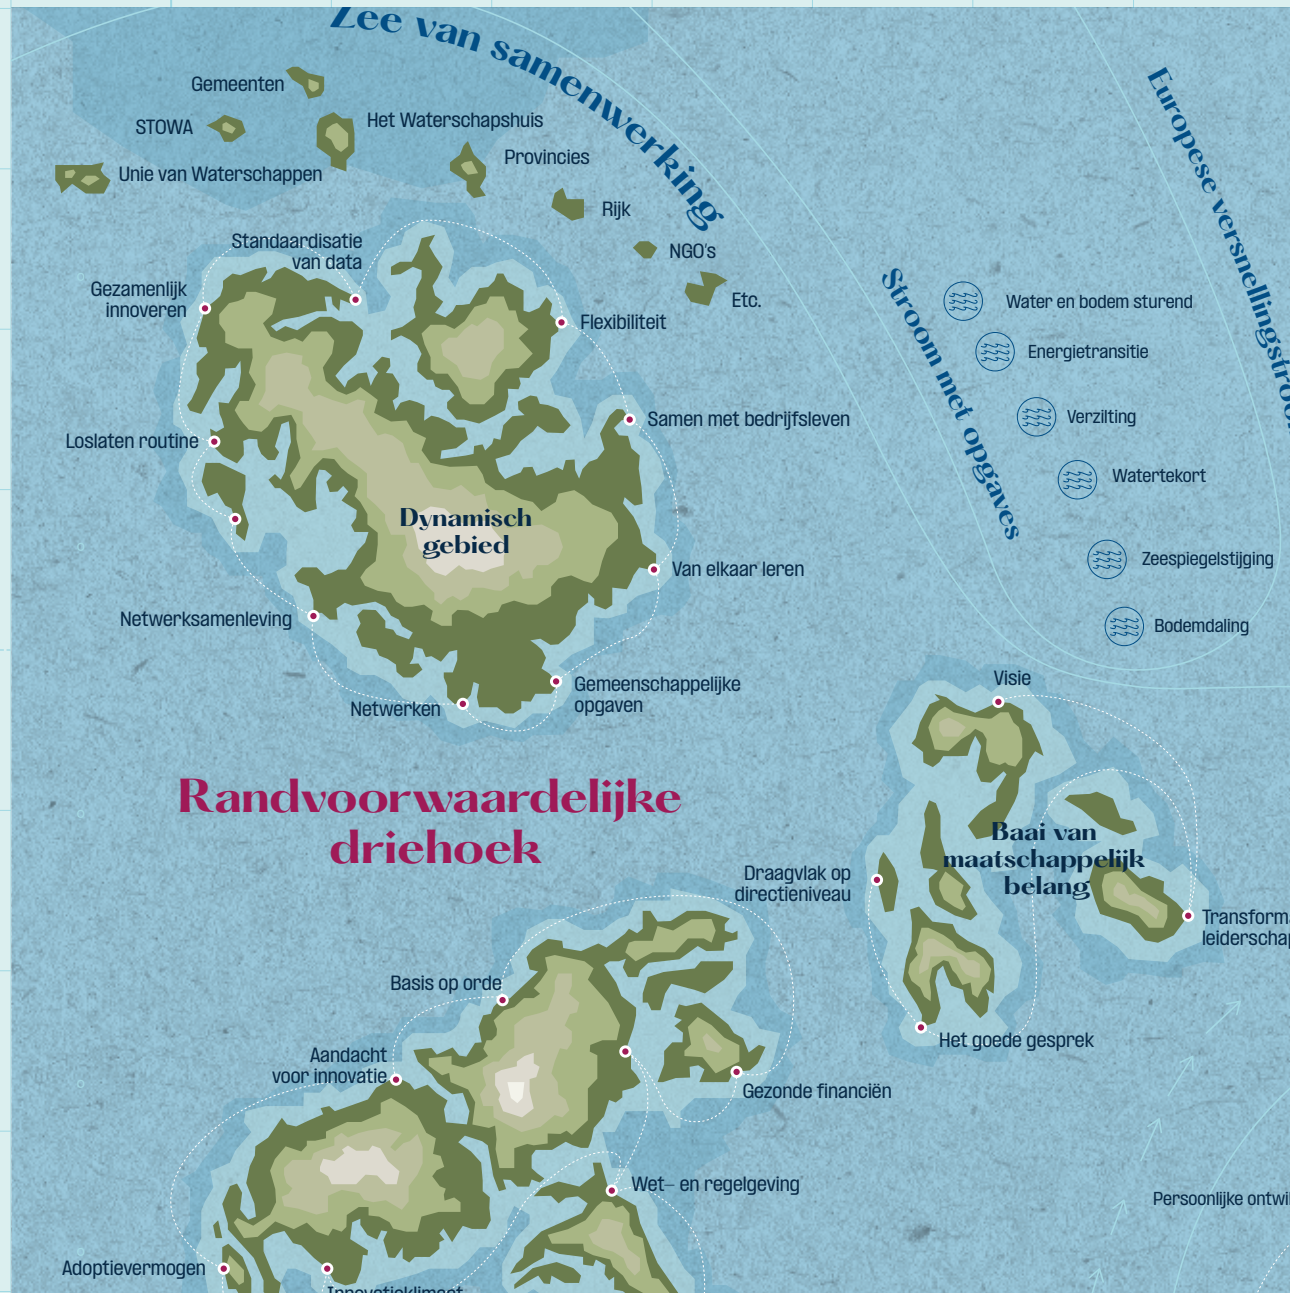 Zee van samenwerking
Gemeenten
STOWA
Het Waterschapshuis
Unie van Waterschappen
Provincies
Rijk
NGO's
Etc.
Europese versnellingstroo
Stroom met opgaves
Water en bodem sturend
Energietransitie
Verzilting
Watertekort
Zeespiegelstijging
Bodemdaling
Standaardisatie
van data
Gezamenlijk
innoveren
Flexibiliteit
Samen met bedrijfsleven
Loslaten routine
Dynamisch
gebied
Van elkaar leren
Netwerksamenleving
Gemeenschappelijke
opgaven
Netwerken
Visie
Randvoorwaardelijke
driehoek
Baai van
maatschappelijk
belang
Draagvlak op
directieniveau
Transforma
leiderschap
Het goede gesprek
Basis op orde
Aandacht
voor innovatie
Gezonde financiën
Wet- en regelgeving
Persoonlijke ontwi
Adoptievermogen
Innovatieklimaat